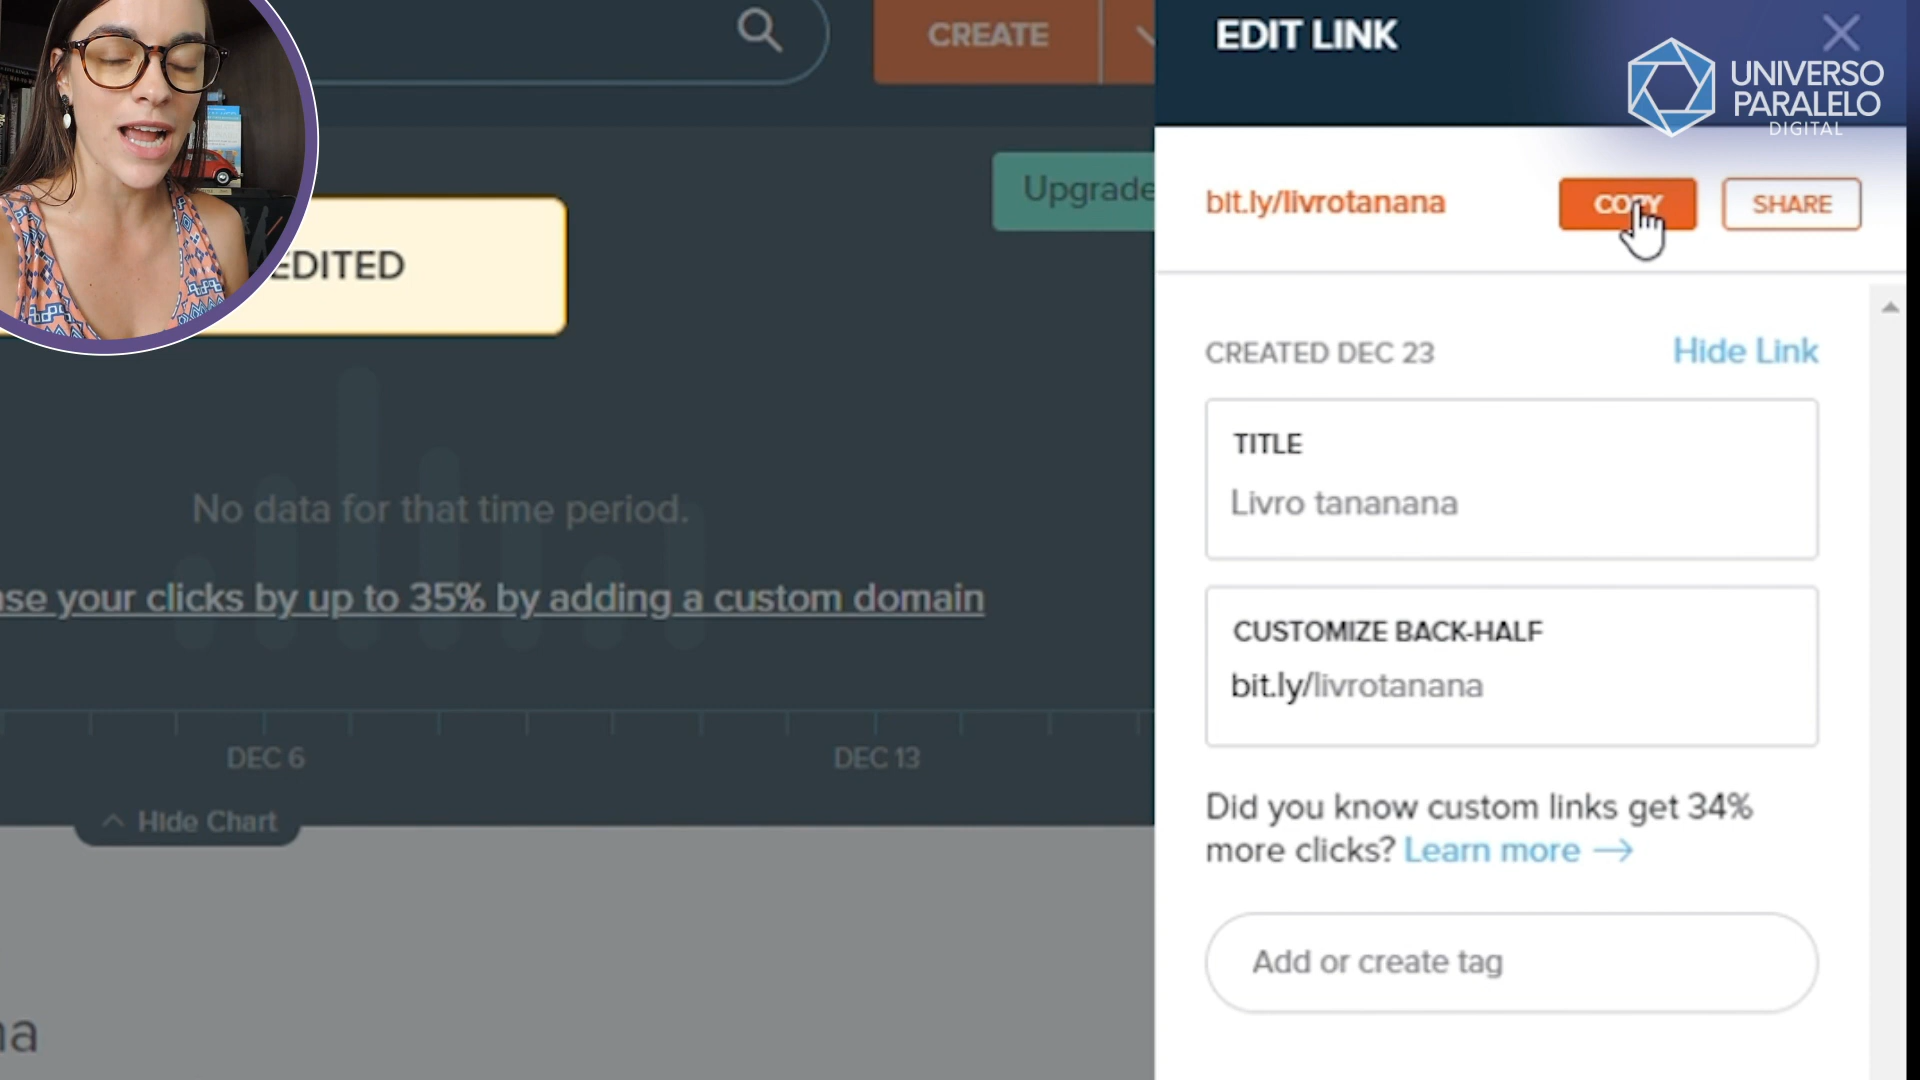 CREATE
EDIT LINK
UNIVERSO
PARALELO
DIGITAL
Upgrade
bit.ly/livrotanana
COPY
SHARE
EDITED
CREATED DEC 23
Hide Link
TITLE
Livro tananana
No data for that time period.
your clicks by up to 35% by adding a custom domain
CUSTOMIZE BACK-HALF
bit.ly/livrotanana
DEC 6
DEC 13
Hide Chart
Did you know custom links get 34%
more clicks? Learn more →
Add or create tag